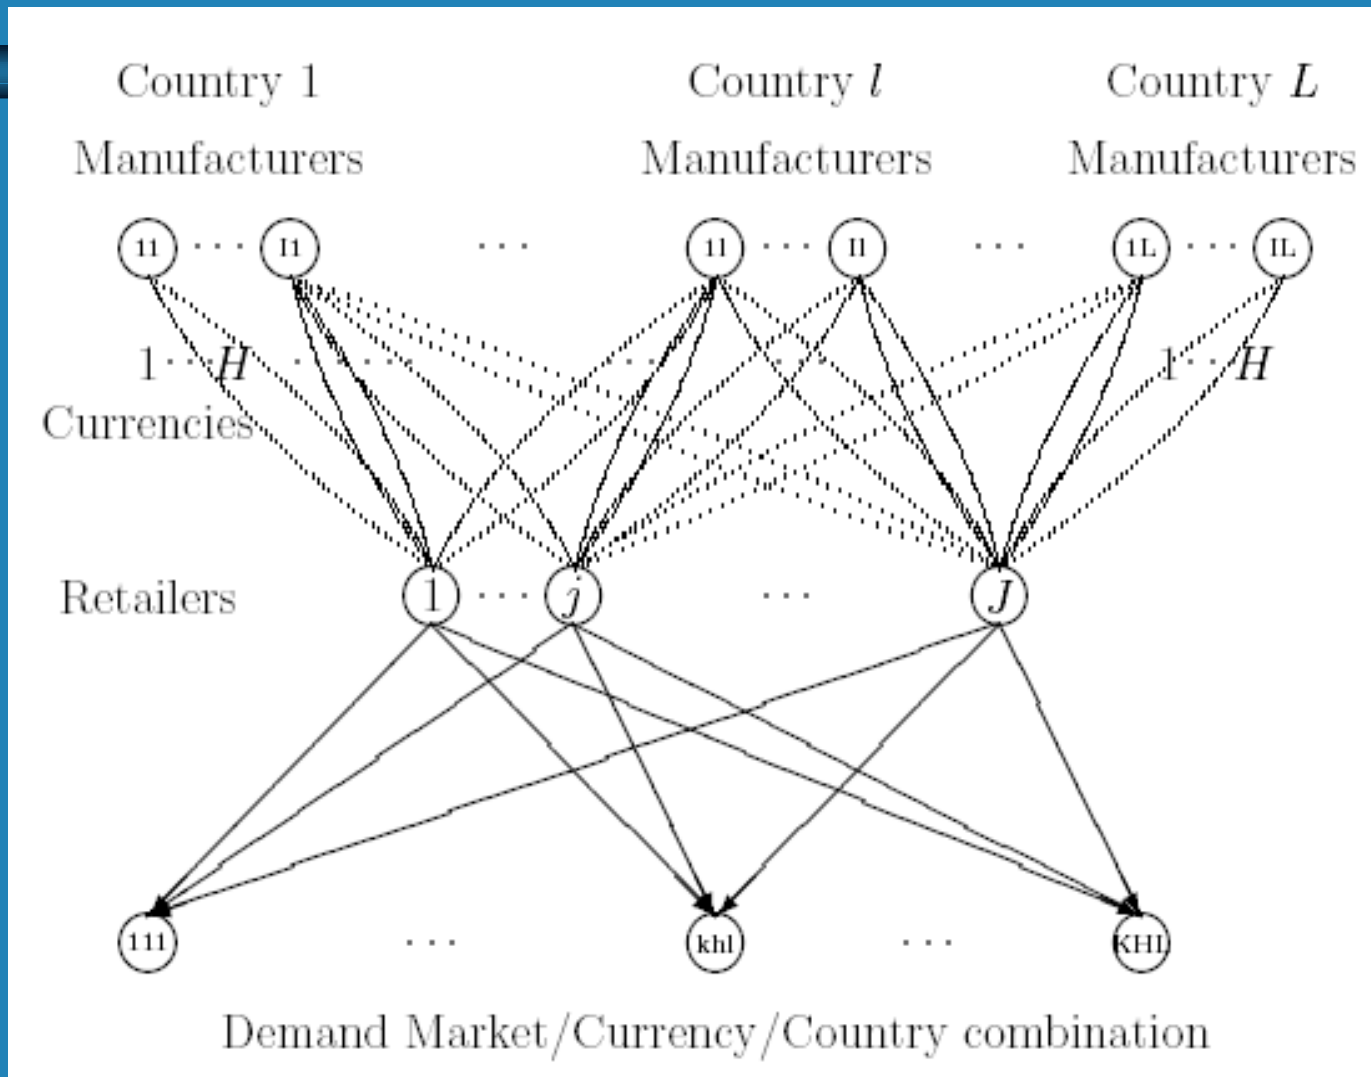 Country 1 Country l Country L
Manufacturers Manufacturers Manufacturers
11 · · · I1 · · · 1l · · · Il · · · 1L · · · IL
1 · · · H · · · · · · · · · · · · 1 · · · H
Currencies
Retailers 1 · · · j · · · J
111 · · · khl · · · KHL
Demand Market/Currency/Country combination